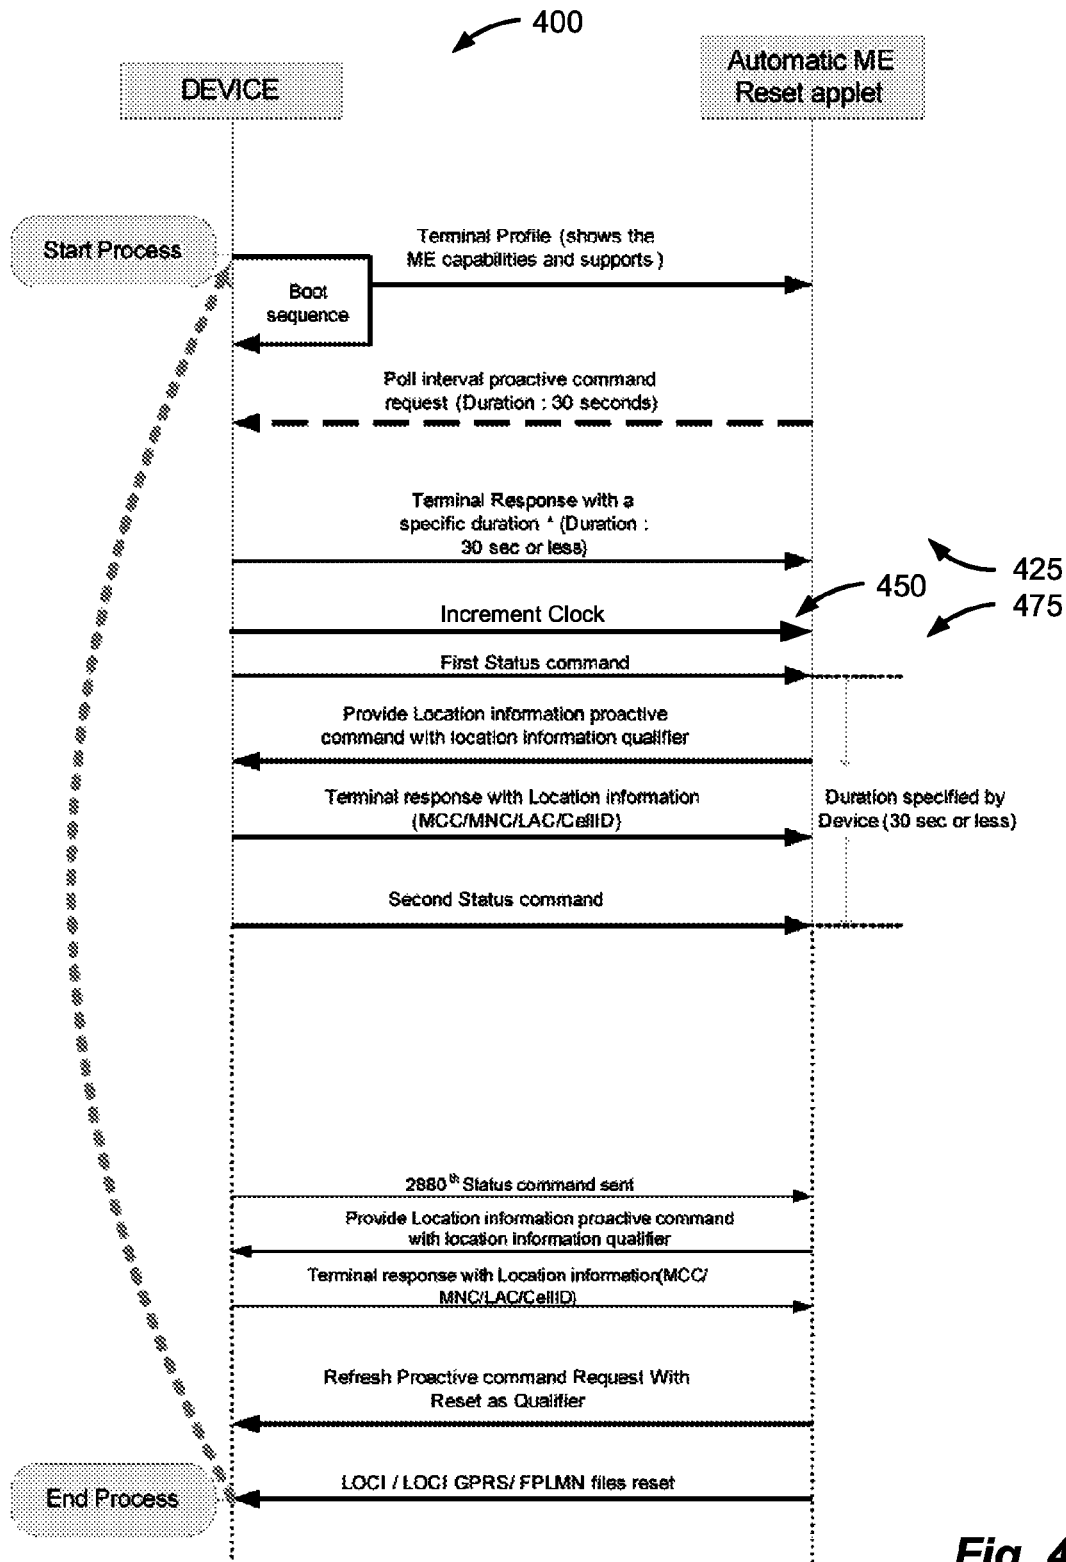 400
DEVICE
Automatic ME
Reset applet
Start Process
Terminal Profile (shows the
ME capabilities and supports)
Boot
sequence
Poll interval proactive command
request (Duration : 30 seconds)
Terminal Response with a
specific duration * (Duration :
30 sec or less)
425
450
475
Increment Clock
First Status command
Provide Location information proactive
command with location information qualifier
Terminal response with Location information
(MCC/MNC/LAC/CellID)
Duration specified by
Device (30 sec or less)
Second Status command
2880th Status command sent
Provide Location information proactive command
with location information qualifier
Terminal response with Location information(MCC/
MNC/LAC/CellID)
Refresh Proactive command Request With
Reset as Qualifier
End Process
LOCI / LOCI GPRS/ FPLMN files reset
Fig. 4